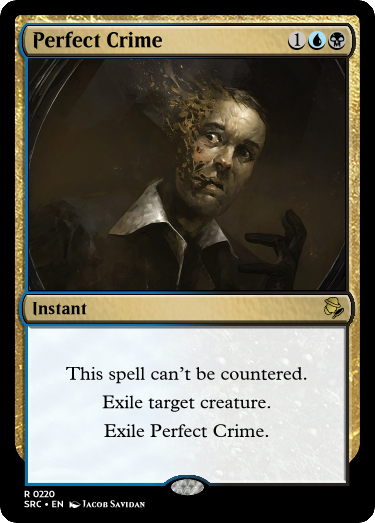 Perfect Crime 1
Instant
This spell can't be countered.
Exile target creature.
Exile Perfect Crime.
R 0220
SRC • EN Jacob Savidan